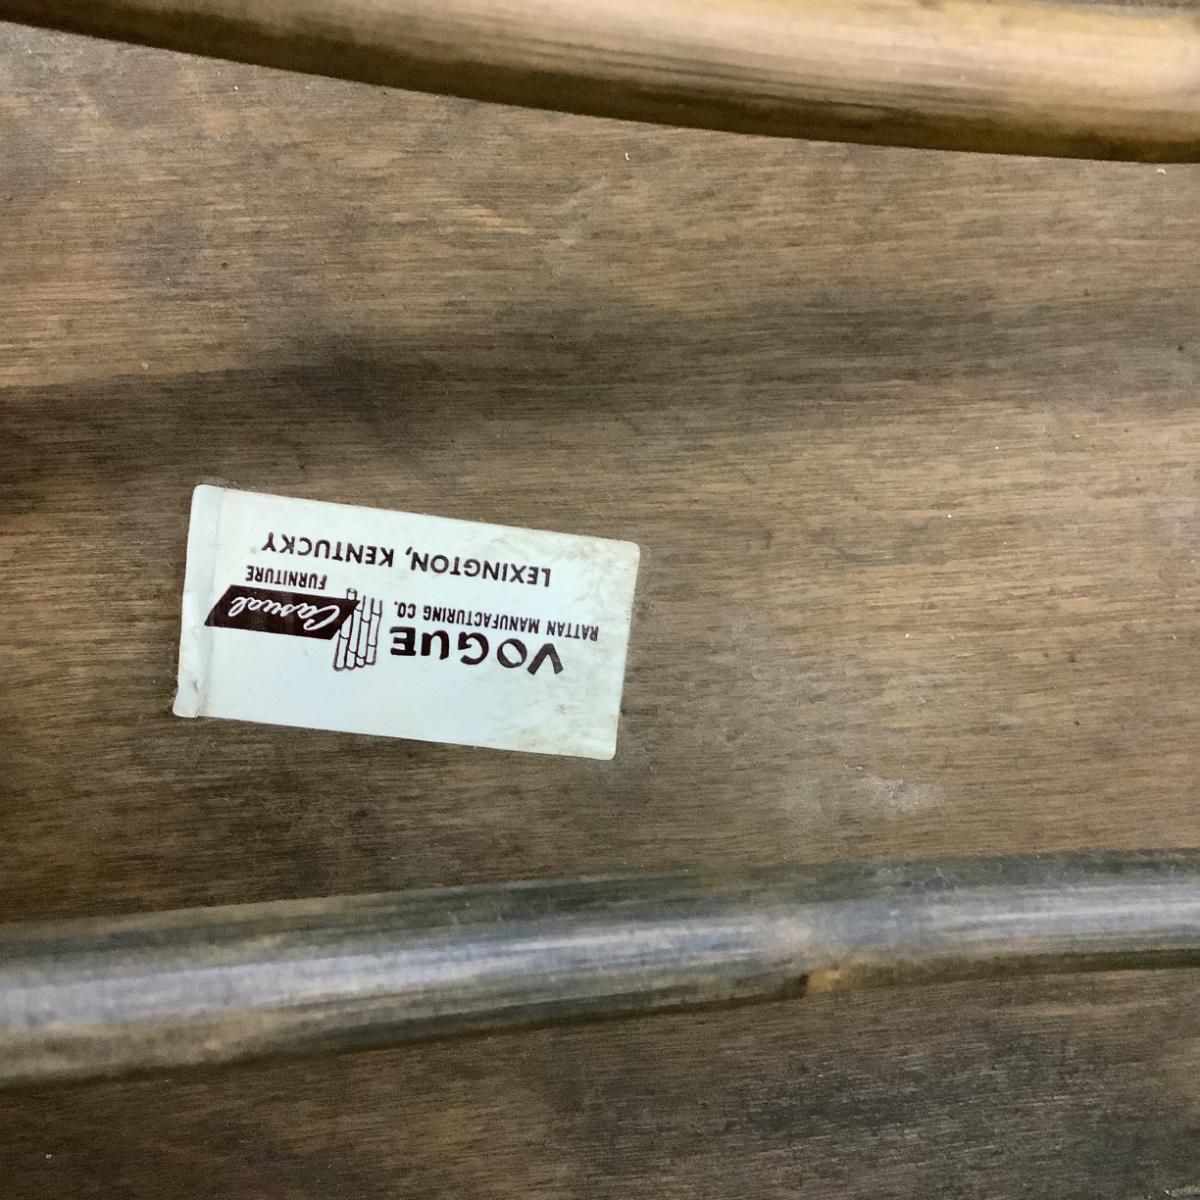 VOGUE
RATTAN MANUFACTURING CO.
Casual
FURNITURE
LEXINGTON, KENTUCKY